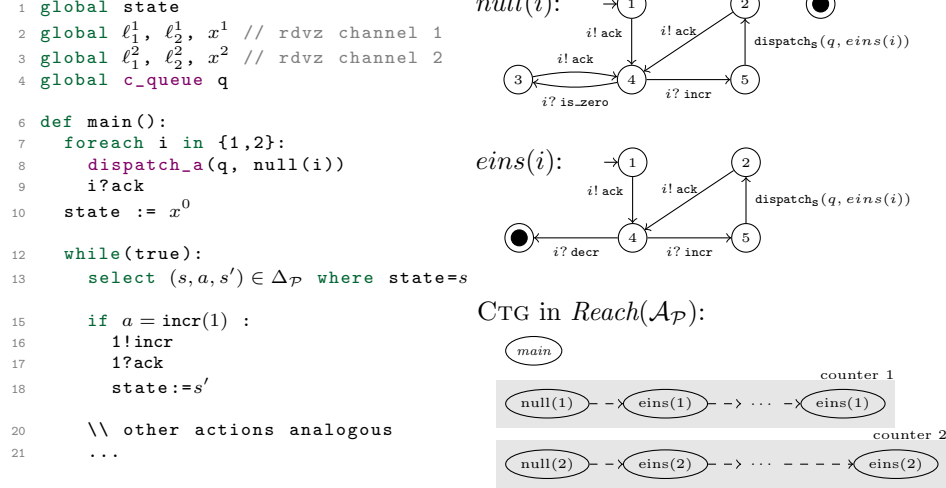 1 global state
2 global ℓ₁¹, ℓ₂¹, x¹ // rdvz channel 1
3 global ℓ₁², ℓ₂², x² // rdvz channel 2
4 global c_queue q
6 def main():
7 foreach i in {1,2}:
8 dispatch_a(q, null(i))
9 i?ack
10 state := x⁰
12 while(true):
13 select (s, a, s′) ∈ Δ_𝒫 where state=s
15 if a = incr(1) :
16 1!incr
17 1?ack
18 state:=s′
20 \\ other actions analogous
21 ...
null(i):
1
2
i! ack
i! ack
dispatchₛ(q, eins(i))
i! ack
3
4
5
i? is_zero
i? incr
eins(i):
1
2
i! ack
i! ack
dispatchₛ(q, eins(i))
4
5
i? decr
i? incr
CTG in Reach(𝒜_𝒫):
main
counter 1
null(1) eins(1) ... eins(1)
counter 2
null(2) eins(2) ... eins(2)